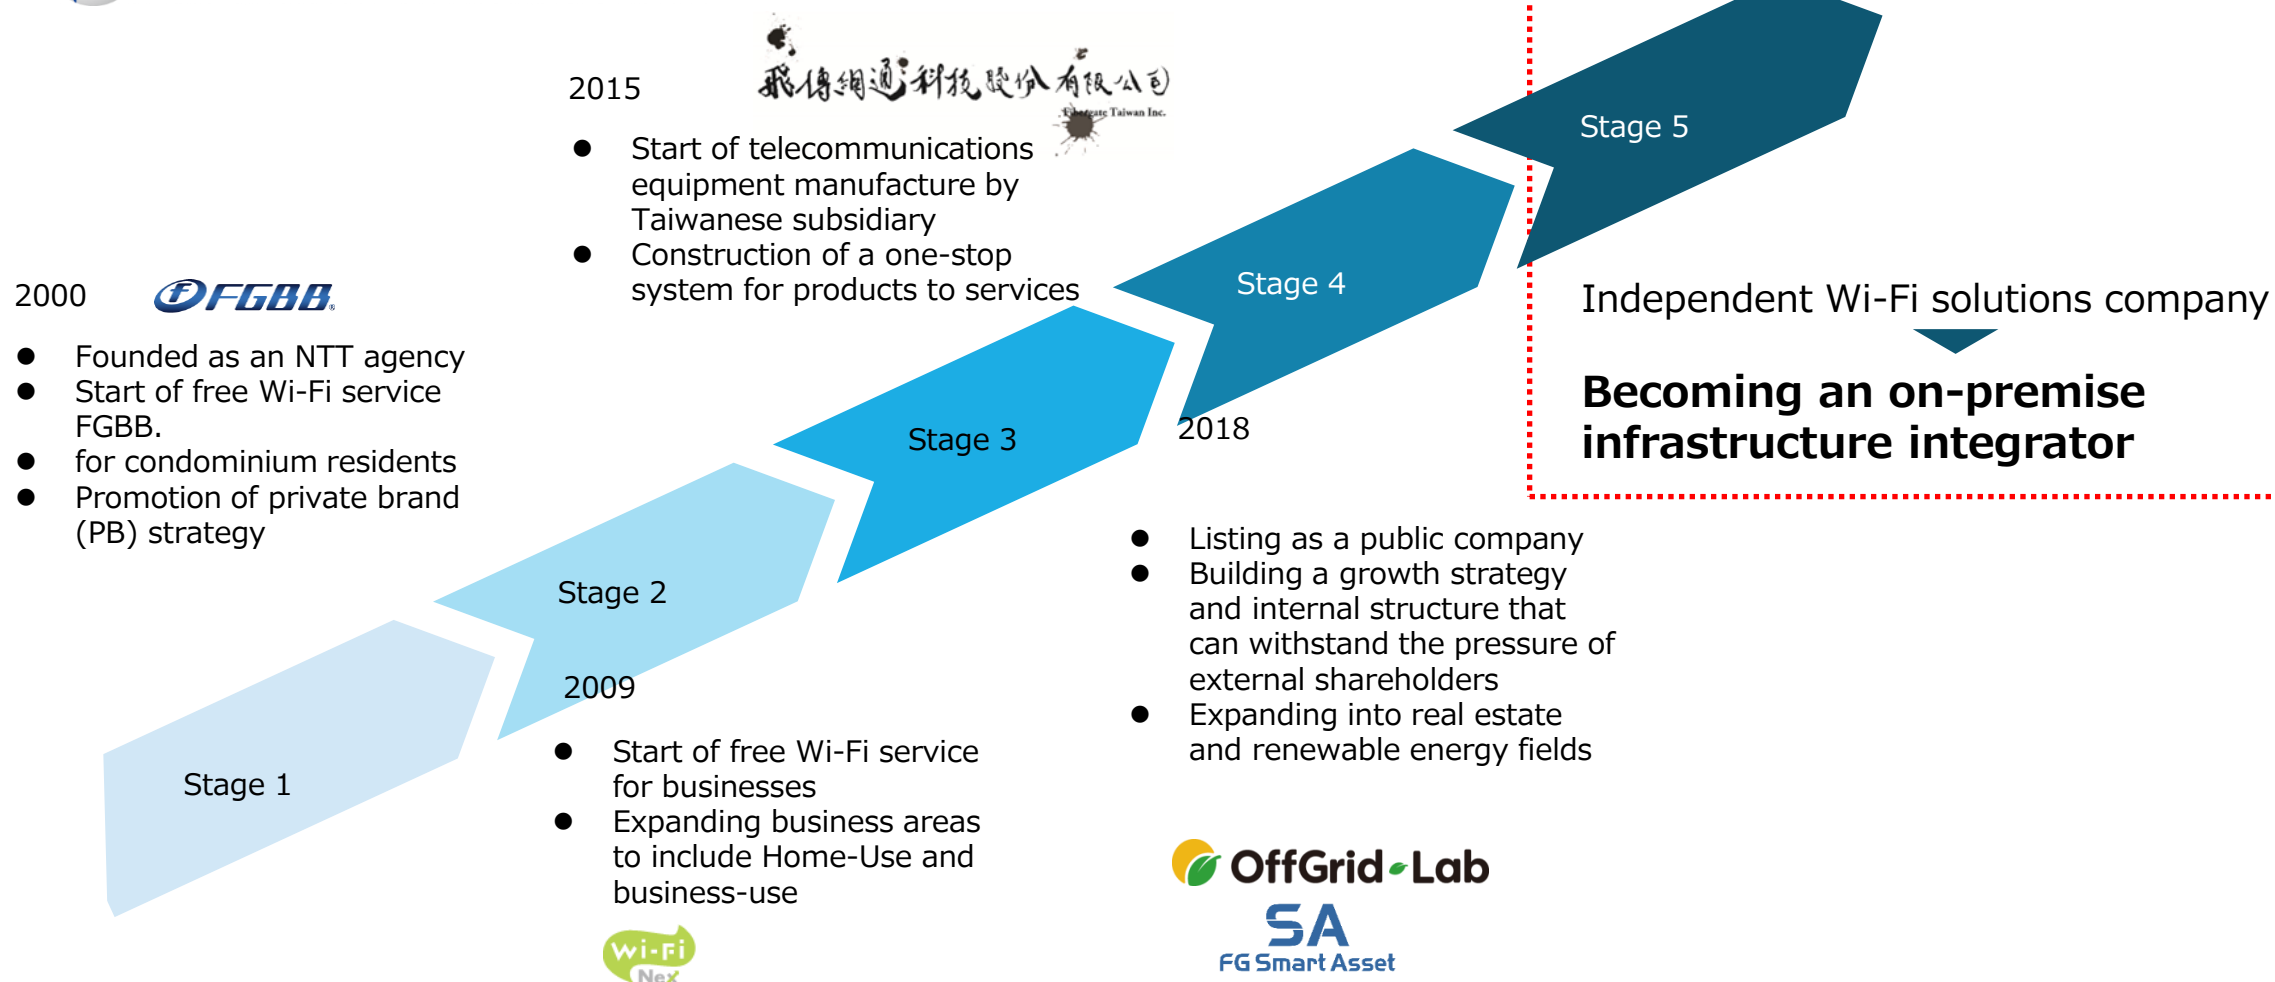 2000
FGBB®
● Founded as an NTT agency
● Start of free Wi-Fi service
FGBB.
● for condominium residents
● Promotion of private brand
(PB) strategy
Stage 1
Stage 2
2009
● Start of free Wi-Fi service
for businesses
● Expanding business areas
to include Home-Use and
business-use
Wi-Fi
Nex
2015
飛傳網通科技股份有限公司
Fibergate Taiwan Inc.
● Start of telecommunications
equipment manufacture by
Taiwanese subsidiary
● Construction of a one-stop
system for products to services
Stage 3
Stage 4
2018
● Listing as a public company
● Building a growth strategy
and internal structure that
can withstand the pressure of
external shareholders
● Expanding into real estate
and renewable energy fields
OffGrid-Lab
SA
FG Smart Asset
Stage 5
Independent Wi-Fi solutions company
Becoming an on-premise
infrastructure integrator